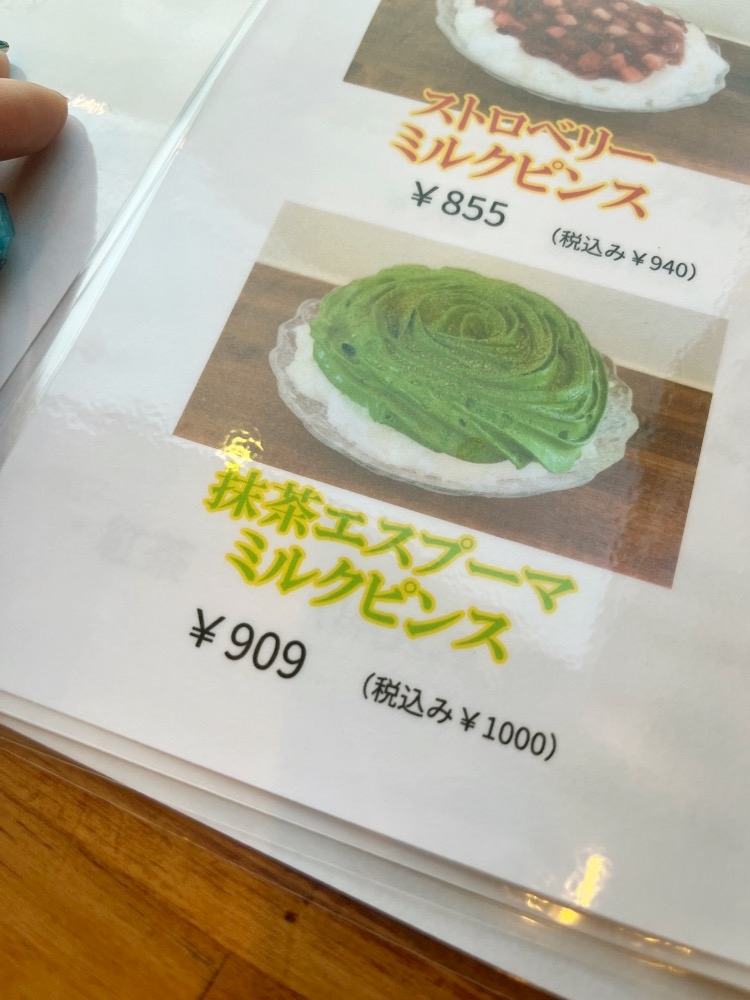 ストロベリー
ミルクピンス
￥855
(税込み￥940)
抹茶エスプーマ
ミルクピンス
￥909
(税込み￥1000)